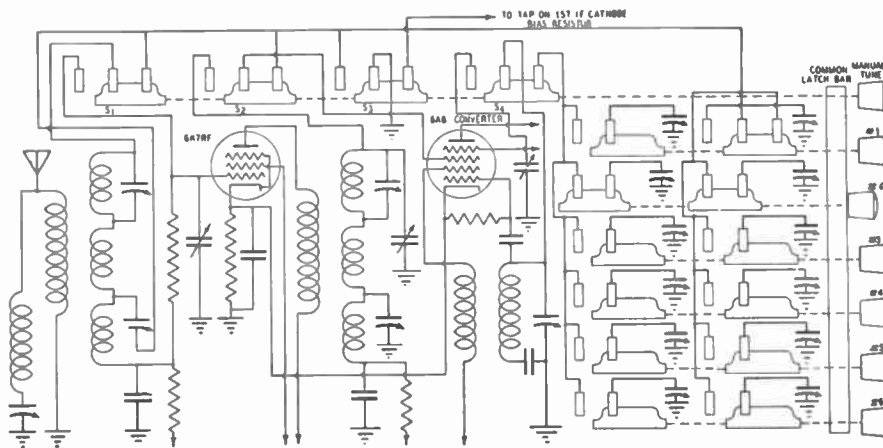 TO TAP ON 1ST IF CATHODE
BIAS RESISTOR
COMMON
LATCH BAR
MANUAL
TUNE
S1
S2
S3
S4
6K7RF
6A8 CONVERTER
#1
#3
#4